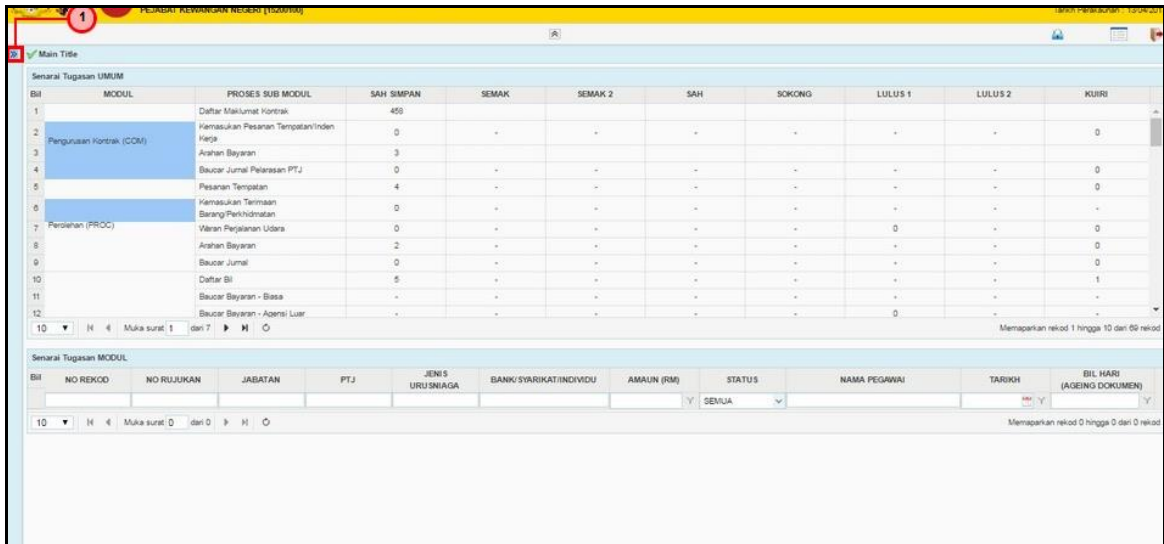 PEJABAT KEWANGAN NEGERI [15200100]
Tarikh Perakaunan : 13/04/201
1
Main Title
Senarai Tugasan UMUM
Bil MODUL PROSES SUB MODUL SAH SIMPAN SEMAK SEMAK 2 SAH SOKONG LULUS 1 LULUS 2 KUIRI
1 Daftar Maklumat Kontrak 458
2 Pengurusan Kontrak (COM) Kemasukan Pesanan Tempatan/Inden Kerja 0 - - - - - - 0
3 Arahan Bayaran 3
4 Baucar Jurnal Pelarasan PTJ 0 - - - - - - 0
5 Pesanan Tempatan 4 - - - - - - 0
6 Kemasukan Terimaan Barang/Perkhidmatan 0 - - - - - - -
7 Perolehan (PROC) Waran Perjalanan Udara 0 - - - - 0 - 0
8 Arahan Bayaran 2 - - - - - - 0
9 Baucar Jurnal 0 - - - - - - 0
10 Daftar Bil 5 - - - - - - 1
11 Baucar Bayaran - Biasa - - - - - - - -
12 Baucar Bayaran - Agensi Luar - - - - - 0 - -
10 Muka surat 1 dari 7 Memaparkan rekod 1 hingga 10 dari 69 rekod
Senarai Tugasan MODUL
Bil NO REKOD NO RUJUKAN JABATAN PTJ JENIS URUSNIAGA BANK/SYARIKAT/INDIVIDU AMAUN (RM) STATUS NAMA PEGAWAI TARIKH BIL HARI (AGEING DOKUMEN)
SEMUA
10 Muka surat 0 dari 0 Memaparkan rekod 0 hingga 0 dari 0 rekod